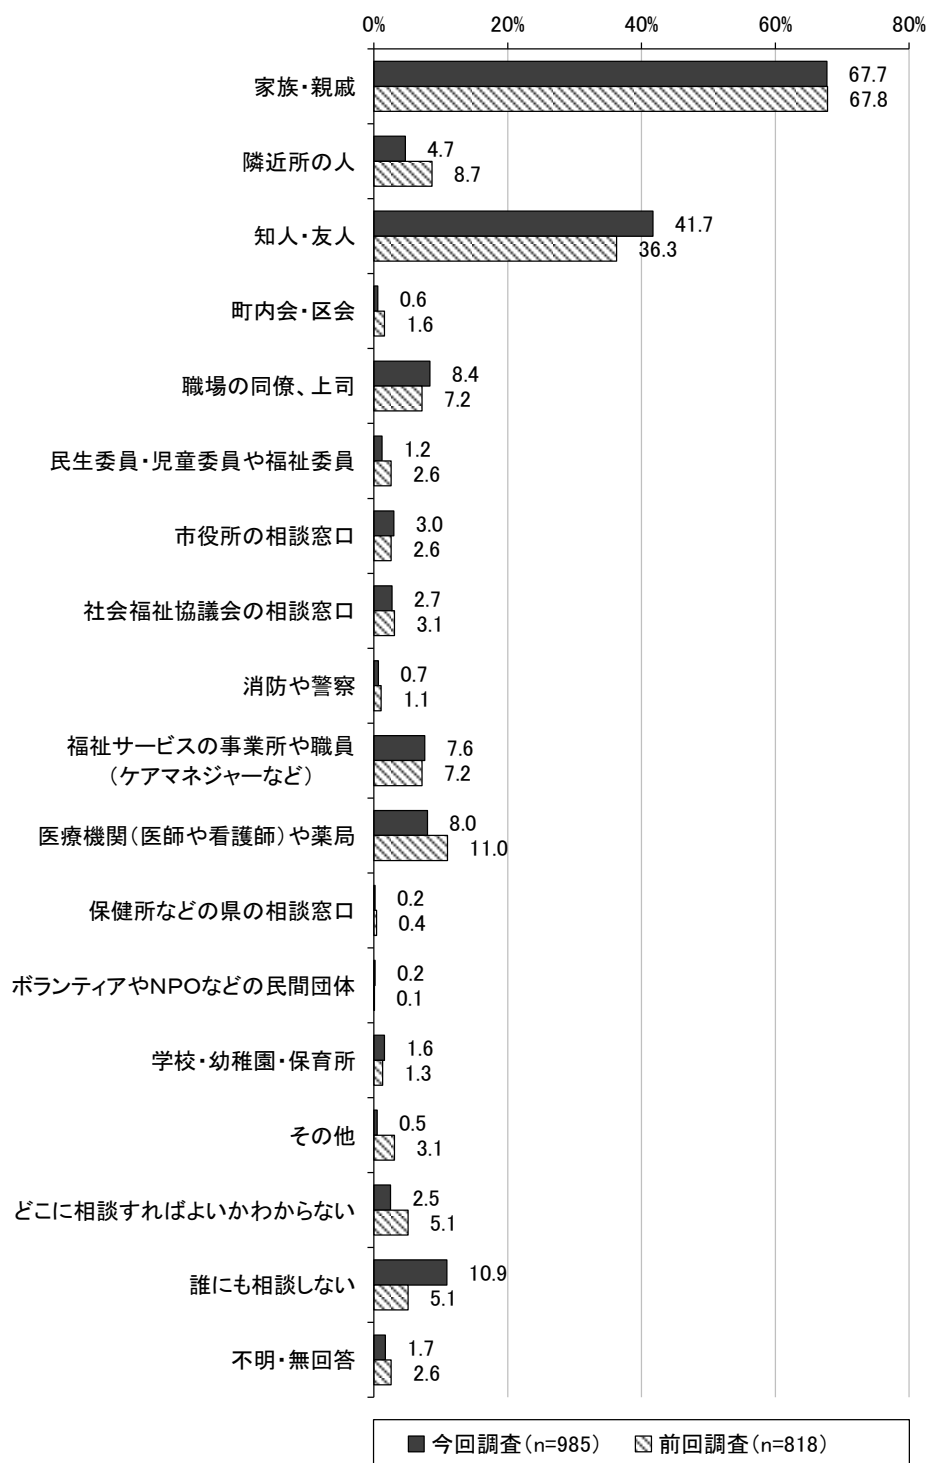 0% 20% 40% 60% 80%
家族・親戚
67.7
67.8
隣近所の人
4.7
8.7
知人・友人
41.7
36.3
町内会・区会
0.6
1.6
職場の同僚、上司
8.4
7.2
民生委員・児童委員や福祉委員
1.2
2.6
市役所の相談窓口
3.0
2.6
社会福祉協議会の相談窓口
2.7
3.1
消防や警察
0.7
1.1
福祉サービスの事業所や職員
（ケアマネジャーなど）
7.6
7.2
医療機関（医師や看護師）や薬局
8.0
11.0
保健所などの県の相談窓口
0.2
0.4
ボランティアやNPOなどの民間団体
0.2
0.1
学校・幼稚園・保育所
1.6
1.3
その他
0.5
3.1
どこに相談すればよいかわからない
2.5
5.1
誰にも相談しない
10.9
5.1
不明・無回答
1.7
2.6
今回調査（n=985） 前回調査（n=818）